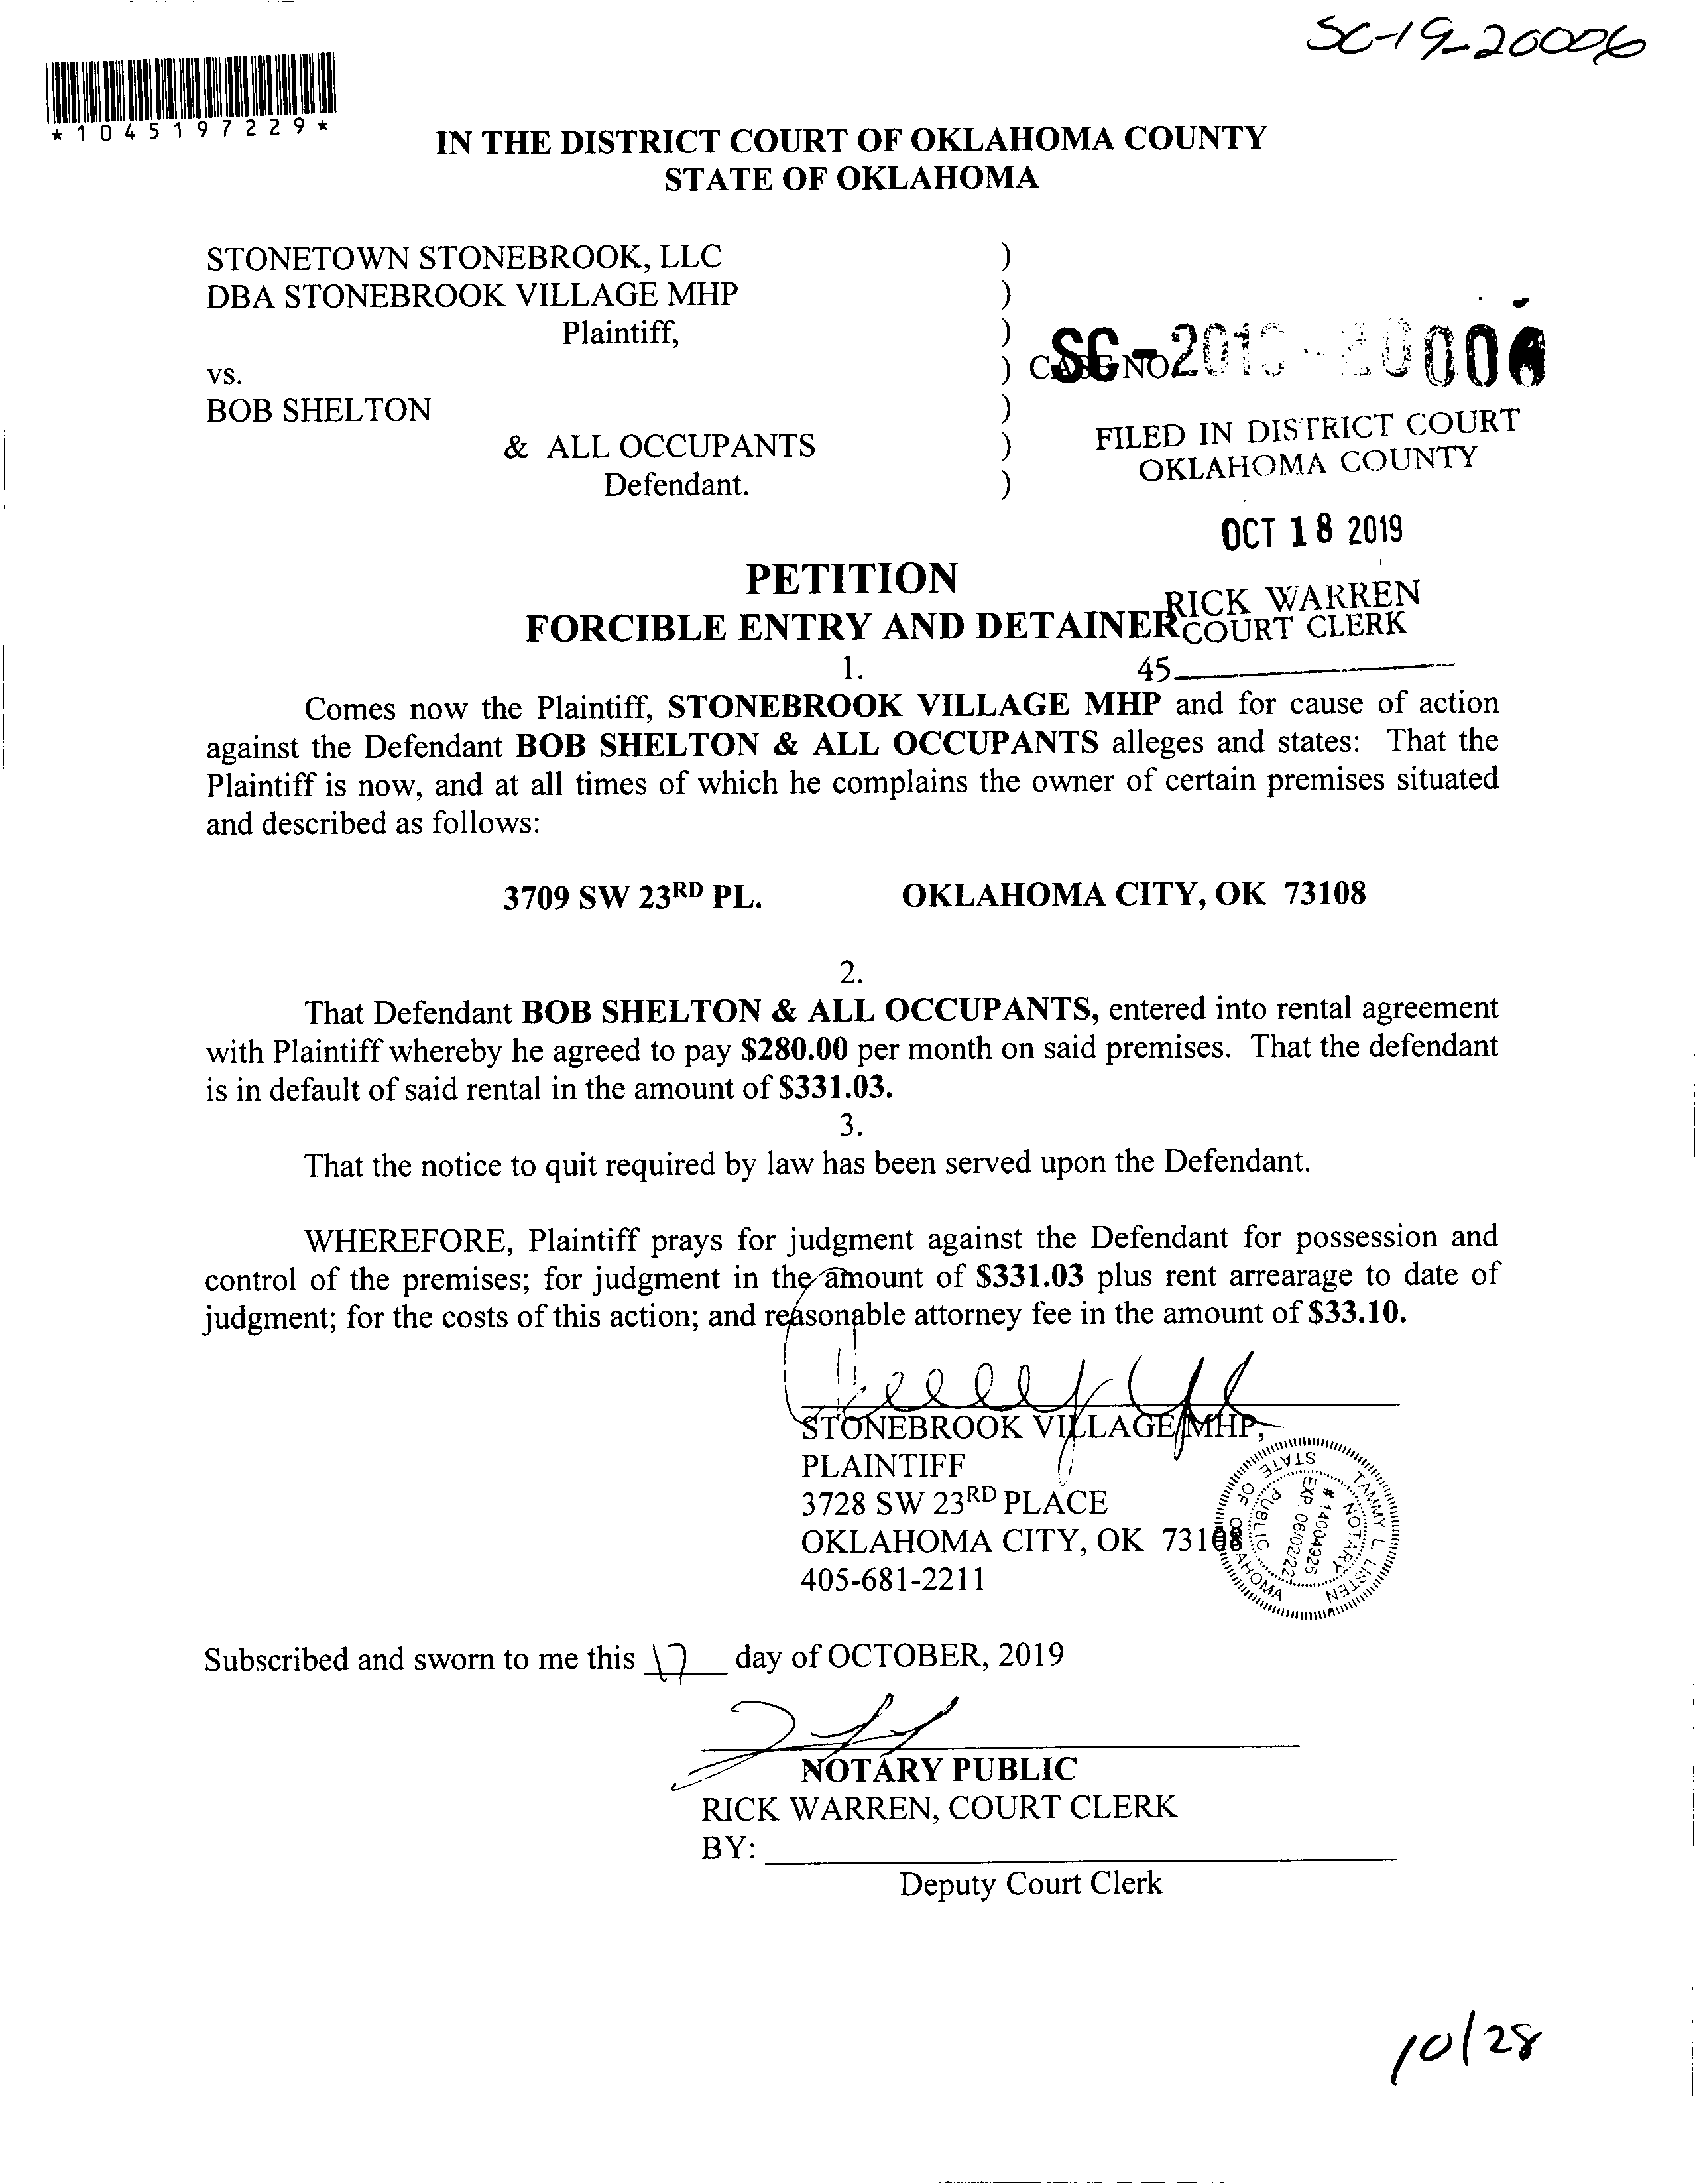 SC-19-20006
*1045197229*
IN THE DISTRICT COURT OF OKLAHOMA COUNTY
STATE OF OKLAHOMA
STONETOWN STONEBROOK, LLC )
DBA STONEBROOK VILLAGE MHP )
Plaintiff, )
vs. ) CASE NO.
BOB SHELTON )
& ALL OCCUPANTS )
Defendant. )
FILED IN DISTRICT COURT
OKLAHOMA COUNTY
OCT 18 2019
RICK WARREN
COURT CLERK
45
PETITION
FORCIBLE ENTRY AND DETAINER
1.
Comes now the Plaintiff, STONEBROOK VILLAGE MHP and for cause of action
against the Defendant BOB SHELTON & ALL OCCUPANTS alleges and states: That the
Plaintiff is now, and at all times of which he complains the owner of certain premises situated
and described as follows:
3709 SW 23RD PL. OKLAHOMA CITY, OK 73108
2.
That Defendant BOB SHELTON & ALL OCCUPANTS, entered into rental agreement
with Plaintiff whereby he agreed to pay $280.00 per month on said premises. That the defendant
is in default of said rental in the amount of $331.03.
3.
That the notice to quit required by law has been served upon the Defendant.
WHEREFORE, Plaintiff prays for judgment against the Defendant for possession and
control of the premises; for judgment in the amount of $331.03 plus rent arrearage to date of
judgment; for the costs of this action; and reasonable attorney fee in the amount of $33.10.
STONEBROOK VILLAGE MHP,
PLAINTIFF
3728 SW 23RD PLACE
OKLAHOMA CITY, OK 73108
405-681-2211
TAMMY L. LISTEN
NOTARY
# 14004925
EXP. 06/02/22
PUBLIC
STATE OF OKLAHOMA
Subscribed and sworn to me this 17 day of OCTOBER, 2019
NOTARY PUBLIC
RICK WARREN, COURT CLERK
BY:
Deputy Court Clerk
10/28